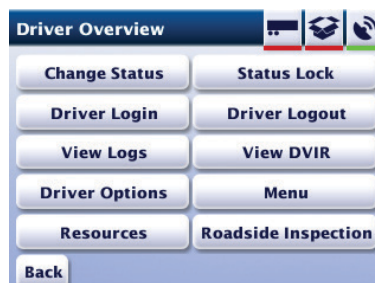 Driver Overview
Change Status Status Lock
Driver Login Driver Logout
View Logs View DVIR
Driver Options Menu
Resources Roadside Inspection
Back